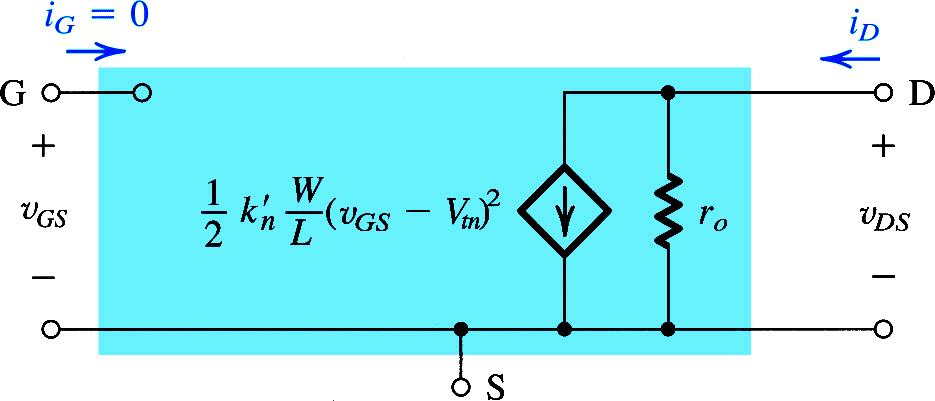 i_G = 0
i_D
G
D
+
+
v_GS
1/2 k'_n W/L (v_GS − V_tn)²
r_o
v_DS
−
−
S